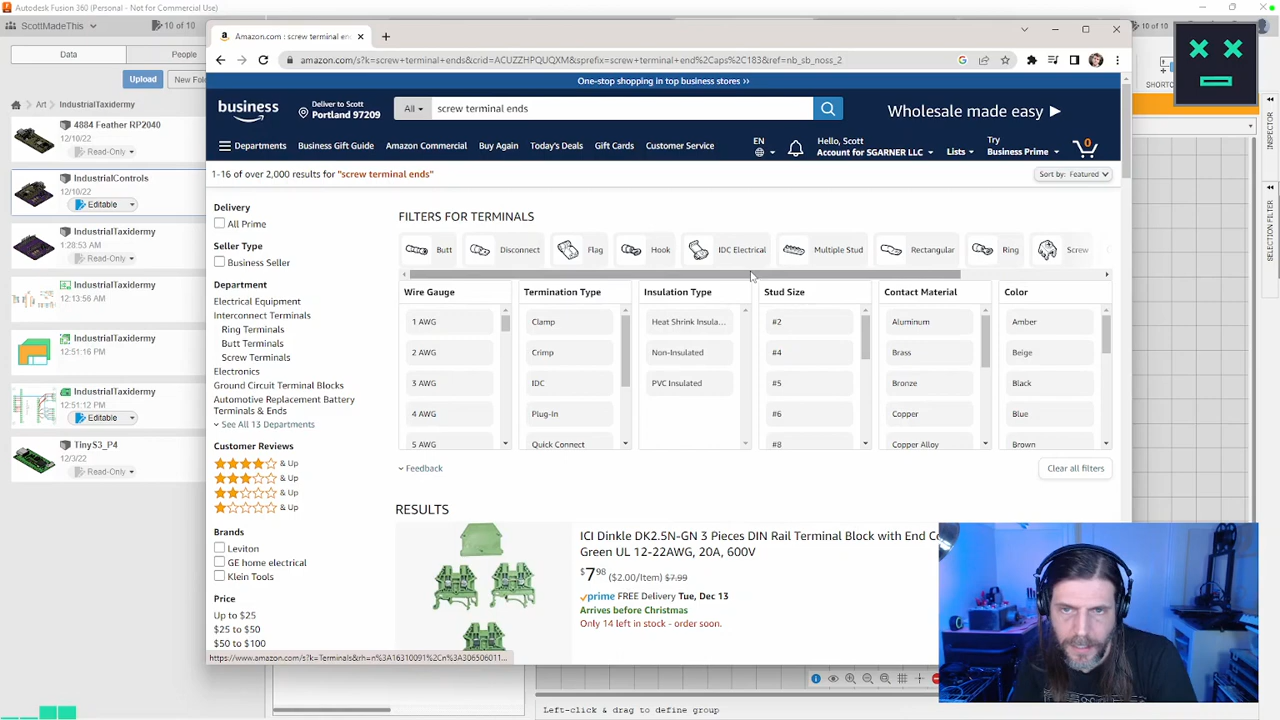 Autodesk Fusion 360 (Personal - Not for Commercial Use)
ScottMadeThis
10 of 10
Data
People
Upload
New Fold
Art
IndustrialTaxidermy
4884 Feather RP2040
12/10/22
Read-Only
IndustrialControls
12/10/22
Editable
IndustrialTaxidermy
1:28:53 AM
Read-Only
IndustrialTaxidermy
12:13:56 AM
IndustrialTaxidermy
12:51:16 PM
IndustrialTaxidermy
12:51:12 PM
Editable
TinyS3_P4
12/3/22
Read-Only
Amazon.com : screw terminal en
amazon.com/s?k=screw+terminal+ends&crid=CUZZHPOUJQXM&sprefix=screw+terminal+end%2Caps%2C183&ref=nb_sb_noss_2
One-stop shopping in top business stores ››
business
Deliver to Scott
Portland 97209
All
screw terminal ends
Wholesale made easy
Departments
Business Gift Guide
Amazon Commercial
Buy Again
Today's Deals
Gift Cards
Customer Service
EN
Hello, Scott
Account for SGARNER LLC
Lists
Try
Business Prime
0
1-16 of over 2,000 results for "screw terminal ends"
Sort by: Featured
Delivery
All Prime
Seller Type
Business Seller
Department
Electrical Equipment
Interconnect Terminals
Ring Terminals
Butt Terminals
Screw Terminals
Electronics
Ground Circuit Terminal Blocks
Automotive Replacement Battery
Terminals & Ends
See All 13 Departments
Customer Reviews
& Up
& Up
& Up
& Up
Brands
Leviton
GE home electrical
Klein Tools
Price
Up to $25
$25 to $50
$50 to $100
FILTERS FOR TERMINALS
Butt
Disconnect
Flag
Hook
IDC Electrical
Multiple Stud
Rectangular
Ring
Screw
Wire Gauge
1 AWG
2 AWG
3 AWG
4 AWG
5 AWG
Termination Type
Clamp
Crimp
IDC
Plug-In
Quick Connect
Insulation Type
Heat Shrink Insula...
Non-Insulated
PVC Insulated
Stud Size
#2
#4
#5
#6
#8
Contact Material
Aluminum
Brass
Bronze
Copper
Copper Alloy
Color
Amber
Beige
Black
Blue
Brown
Feedback
Clear all filters
RESULTS
ICI Dinkle DK2.5N-GN 3 Pieces DIN Rail Terminal Block with End Co
Green UL 12-22AWG, 20A, 600V
$7.98 ($2.00/Item) $7.99
prime FREE Delivery Tue, Dec 13
Arrives before Christmas
Only 14 left in stock - order soon.
10 of 10
SHORTC
INSPECTOR
SELECTION FILTER
Left-click & drag to define group